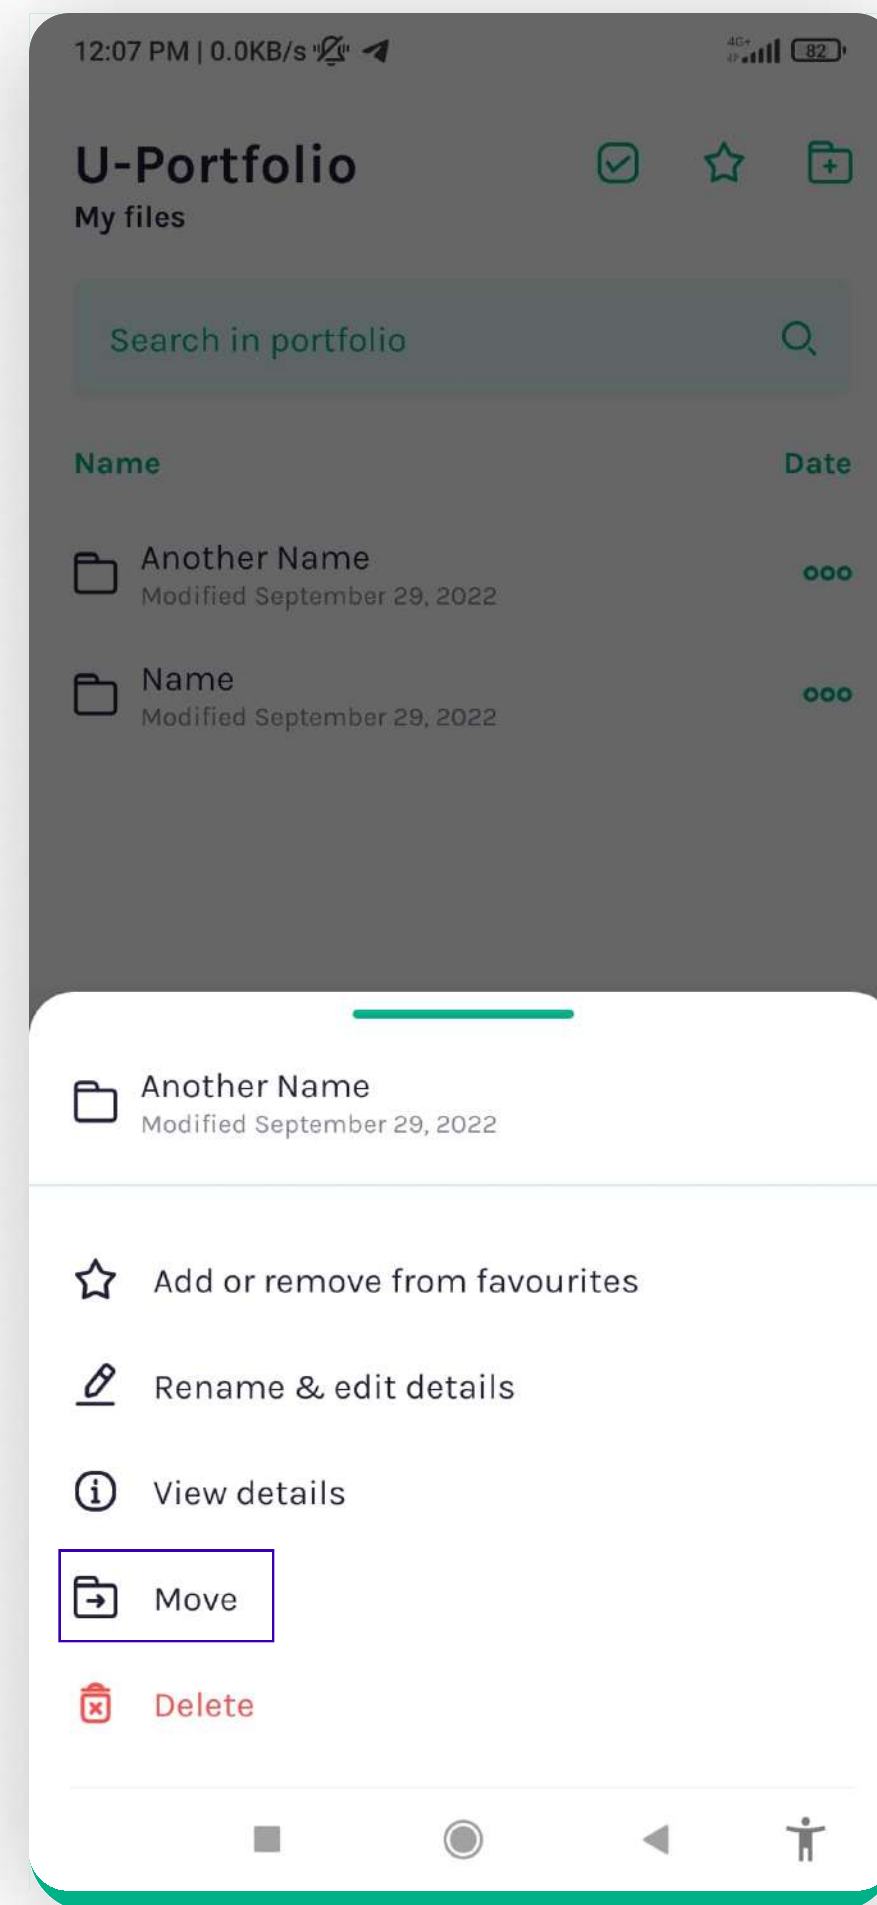 12:07 PM | 0.0KB/s
4G+
82
U-Portfolio
My files
Search in portfolio
Name Date
Another Name
Modified September 29, 2022
Name
Modified September 29, 2022
Another Name
Modified September 29, 2022
Add or remove from favourites
Rename & edit details
View details
Move
Delete